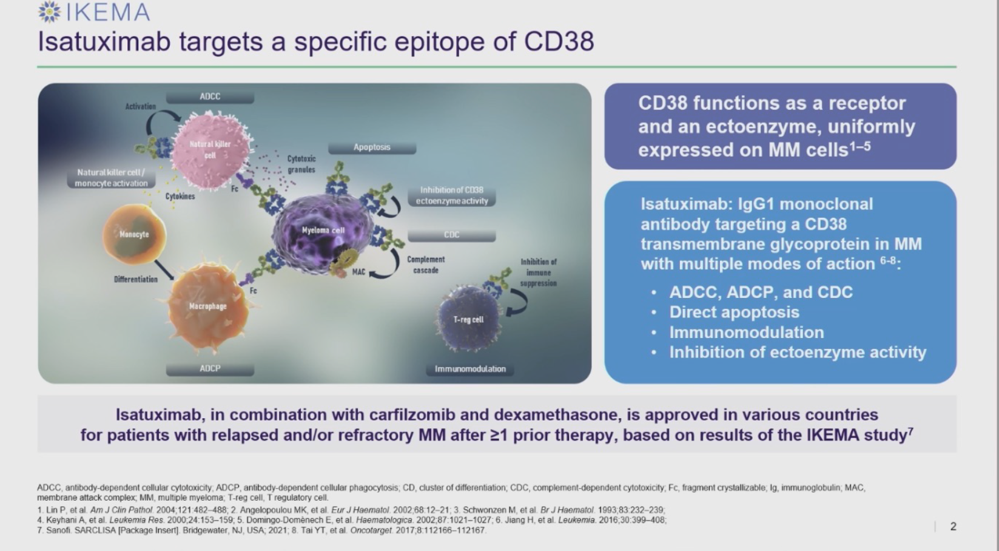 IKEMA
Isatuximab targets a specific epitope of CD38
ADCC
Activation
Natural killer
cell
Natural killer cell/
monocyte activation
Cytokines
Fc
Cytotoxic
granules
Apoptosis
Inhibition of CD38
ectoenzyme activity
Myeloma cell
CDC
Complement
cascade
MAC
Monocyte
Differentiation
Macrophage
Fc
ADCP
Inhibition of
immune
suppression
T-reg cell
Immunomodulation
CD38 functions as a receptor
and an ectoenzyme, uniformly
expressed on MM cells1–5
Isatuximab: IgG1 monoclonal
antibody targeting a CD38
transmembrane glycoprotein in MM
with multiple modes of action 6-8:
• ADCC, ADCP, and CDC
• Direct apoptosis
• Immunomodulation
• Inhibition of ectoenzyme activity
Isatuximab, in combination with carfilzomib and dexamethasone, is approved in various countries
for patients with relapsed and/or refractory MM after ≥1 prior therapy, based on results of the IKEMA study7
ADCC, antibody-dependent cellular cytotoxicity; ADCP, antibody-dependent cellular phagocytosis; CD, cluster of differentiation; CDC, complement-dependent cytotoxicity; Fc, fragment crystallizable; Ig, immunoglobulin; MAC,
membrane attack complex; MM, multiple myeloma; T-reg cell, T regulatory cell.
1. Lin P, et al. Am J Clin Pathol. 2004;121:482–488; 2. Angelopoulou MK, et al. Eur J Haematol. 2002;68:12–21; 3. Schwonzen M, et al. Br J Haematol. 1993;83:232–239;
4. Keyhani A, et al. Leukemia Res. 2000;24:153–159; 5. Domingo-Domènech E, et al. Haematologica. 2002;87:1021–1027; 6. Jiang H, et al. Leukemia. 2016;30:399–408;
7. Sanofi. SARCLISA [Package Insert]. Bridgewater, NJ, USA; 2021; 8. Tai YT, et al. Oncotarget. 2017;8:112166–112167.
2